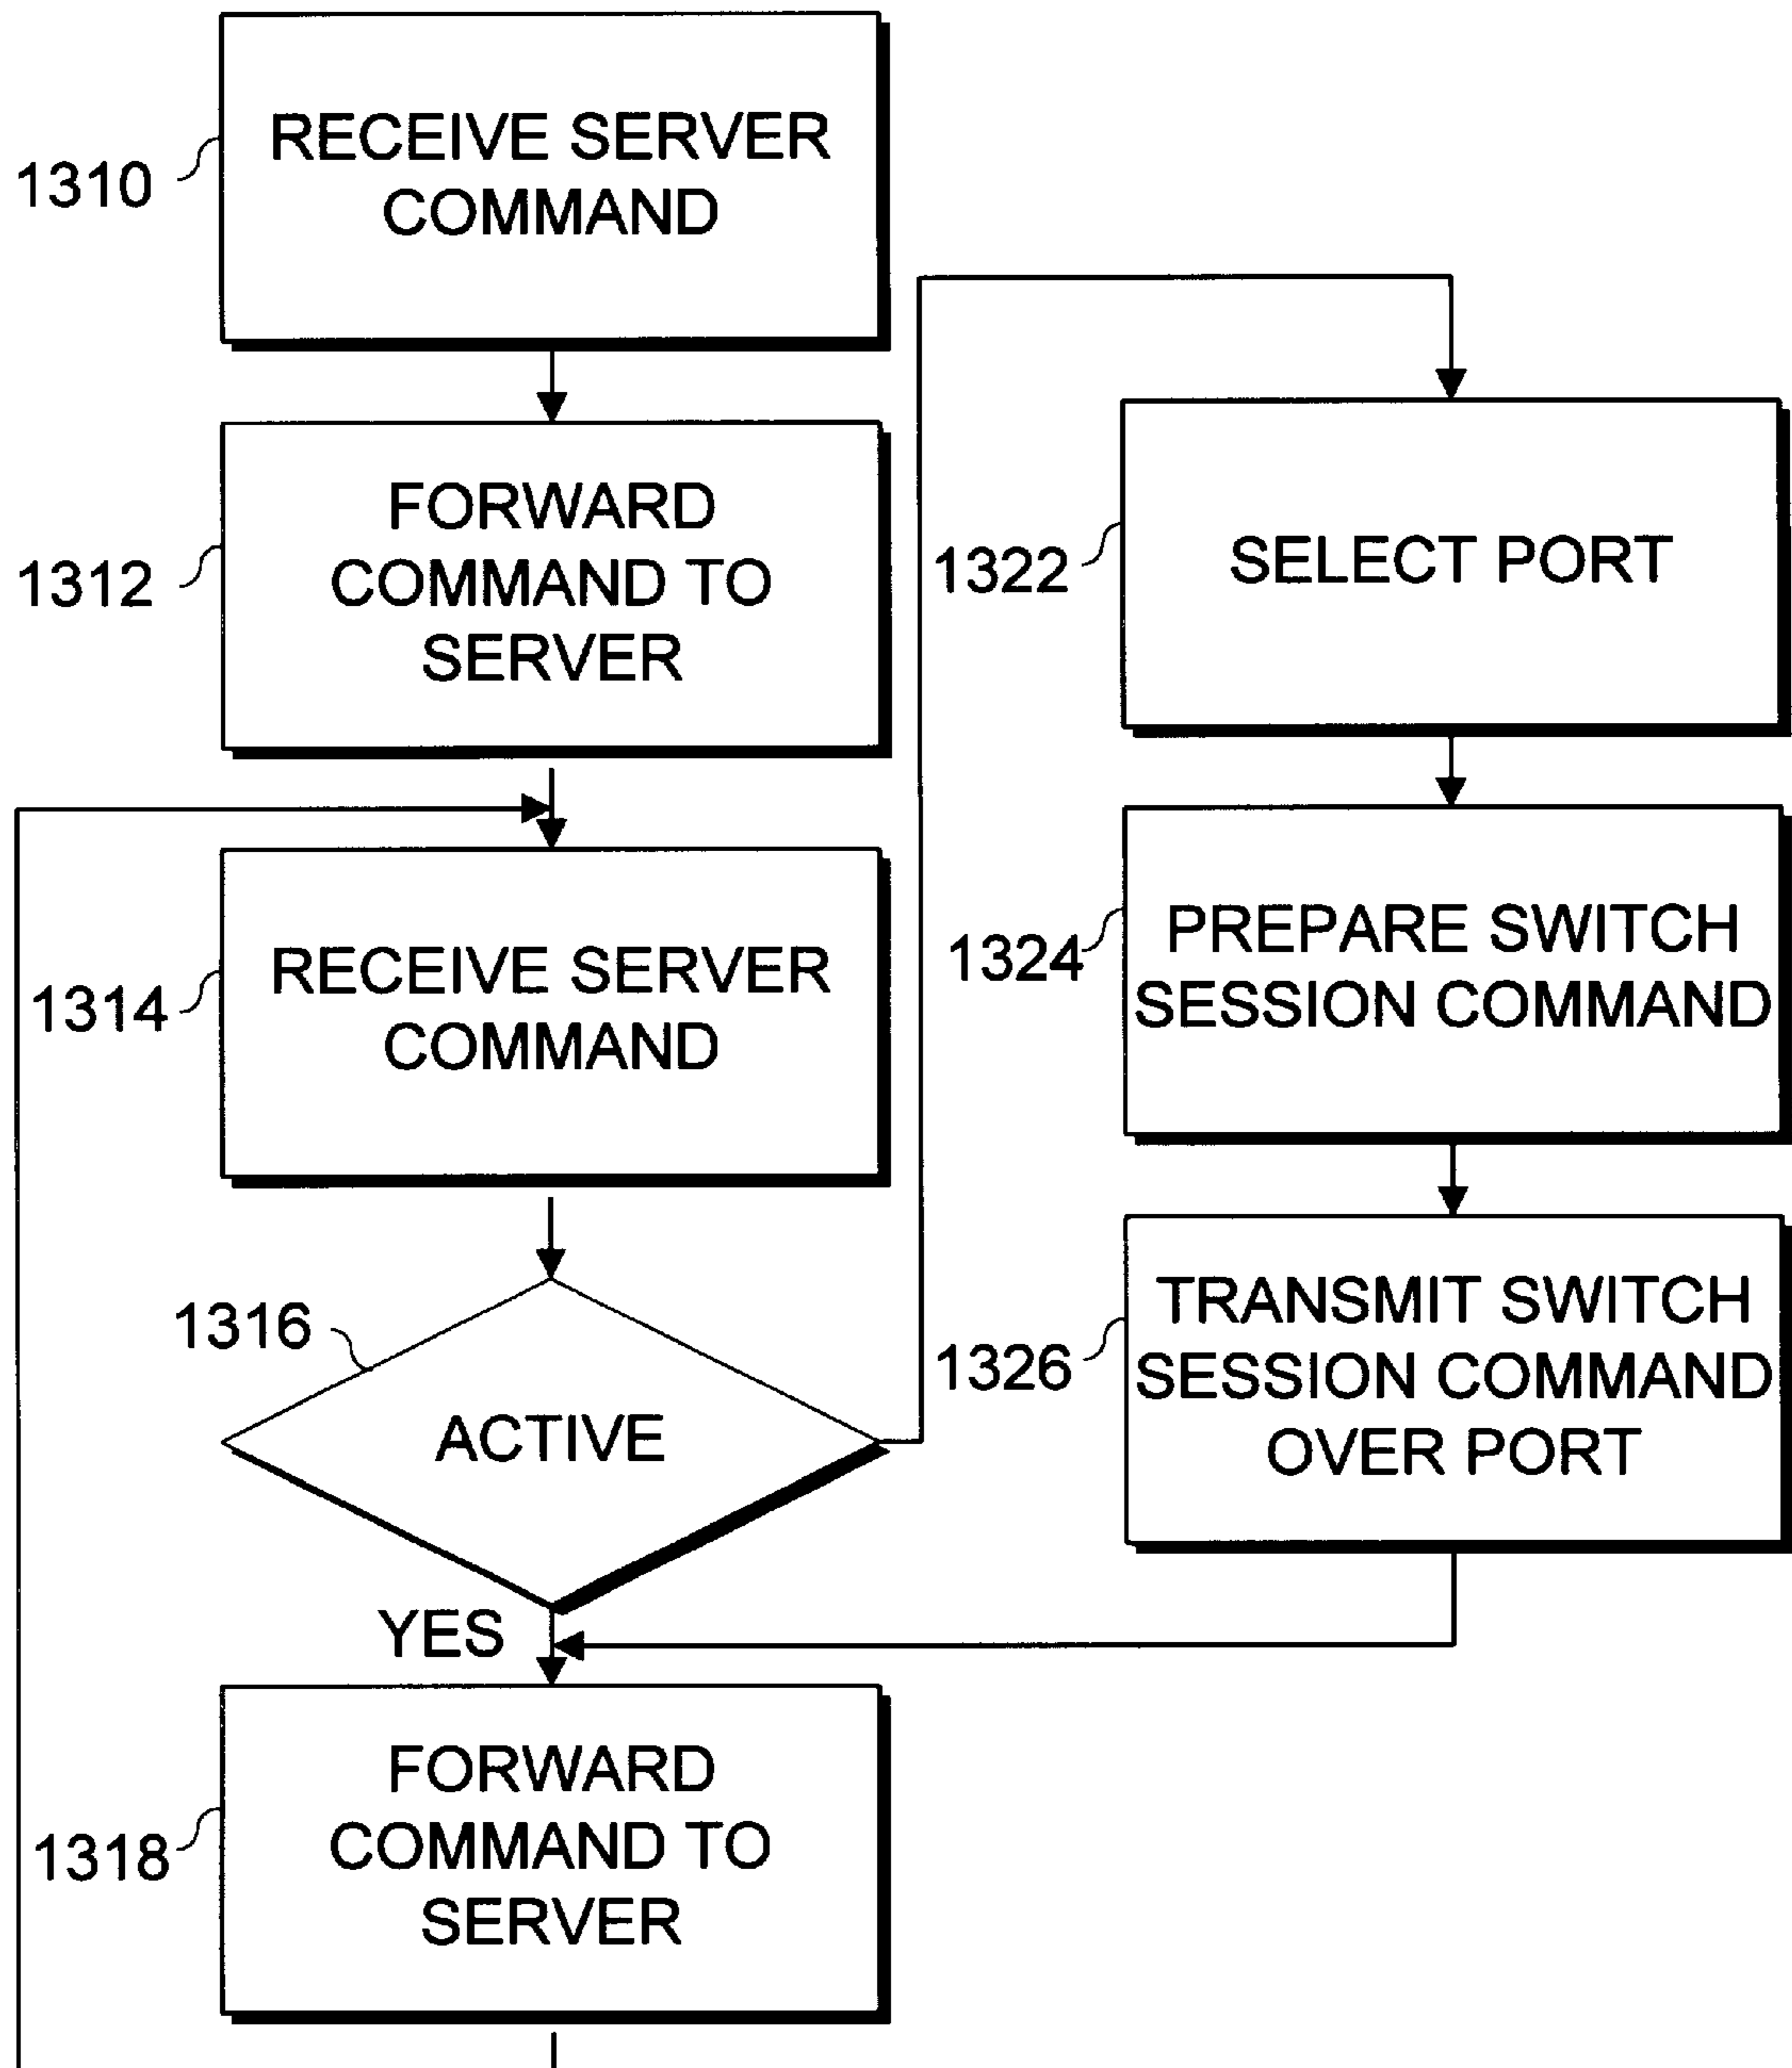 1310
RECEIVE SERVER
COMMAND
1312
FORWARD
COMMAND TO
SERVER
1314
RECEIVE SERVER
COMMAND
1316
ACTIVE
YES
1318
FORWARD
COMMAND TO
SERVER
1322
SELECT PORT
1324
PREPARE SWITCH
SESSION COMMAND
1326
TRANSMIT SWITCH
SESSION COMMAND
OVER PORT